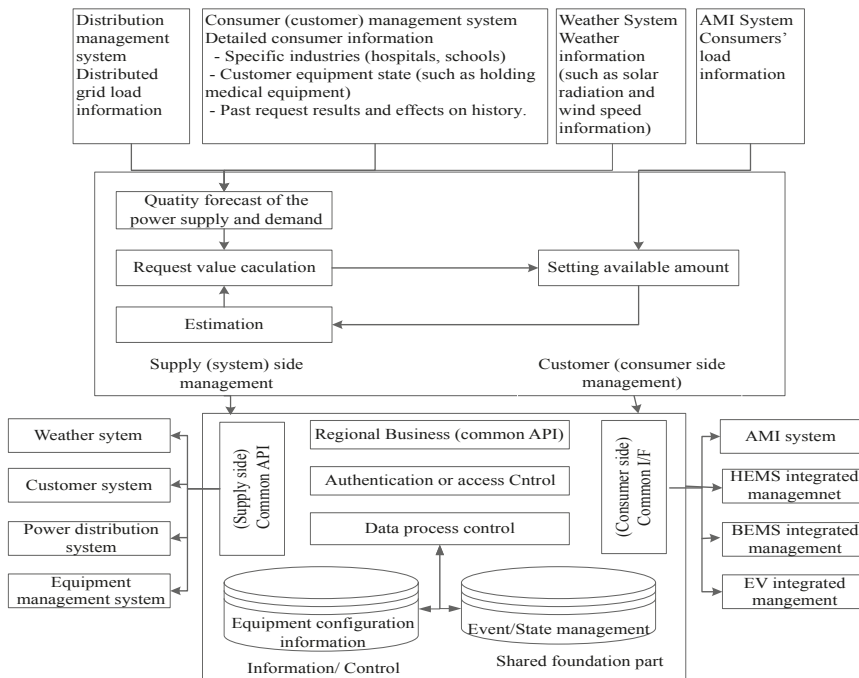 Distribution
management
system
Distributed
grid load
information
Consumer (customer) management system
Detailed consumer information
- Specific industries (hospitals, schools)
- Customer equipment state (such as holding
medical equipment)
- Past request results and effects on history.
Weather System
Weather
information
(such as solar
radiation and
wind speed
information)
AMI System
Consumers'
load
information
Quatity forecast of the
power supply and demand
Request value caculation
Setting available amount
Estimation
Supply (system) side
management
Customer (consumer side
management)
Weather sytem
Customer system
Power distribution
system
Equipment
management system
(Supply side)
Common API
Regional Business (common API)
Authentication or access Cntrol
Data process control
Equipment configuration
information
Event/State management
Information/ Control
Shared foundation part
(Consumer side)
Common I/F
AMI system
HEMS integrated
managemnet
BEMS integrated
management
EV integrated
mangement